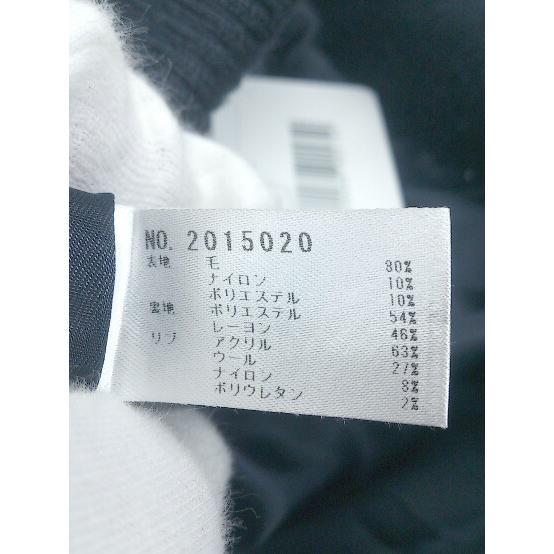 NO. 2015020
表地 毛 80%
ナイロン 10%
ポリエステル 10%
裏地 ポリエステル 54%
レーヨン 46%
リブ アクリル 63%
ウール 27%
ナイロン 8%
ポリウレタン 2%